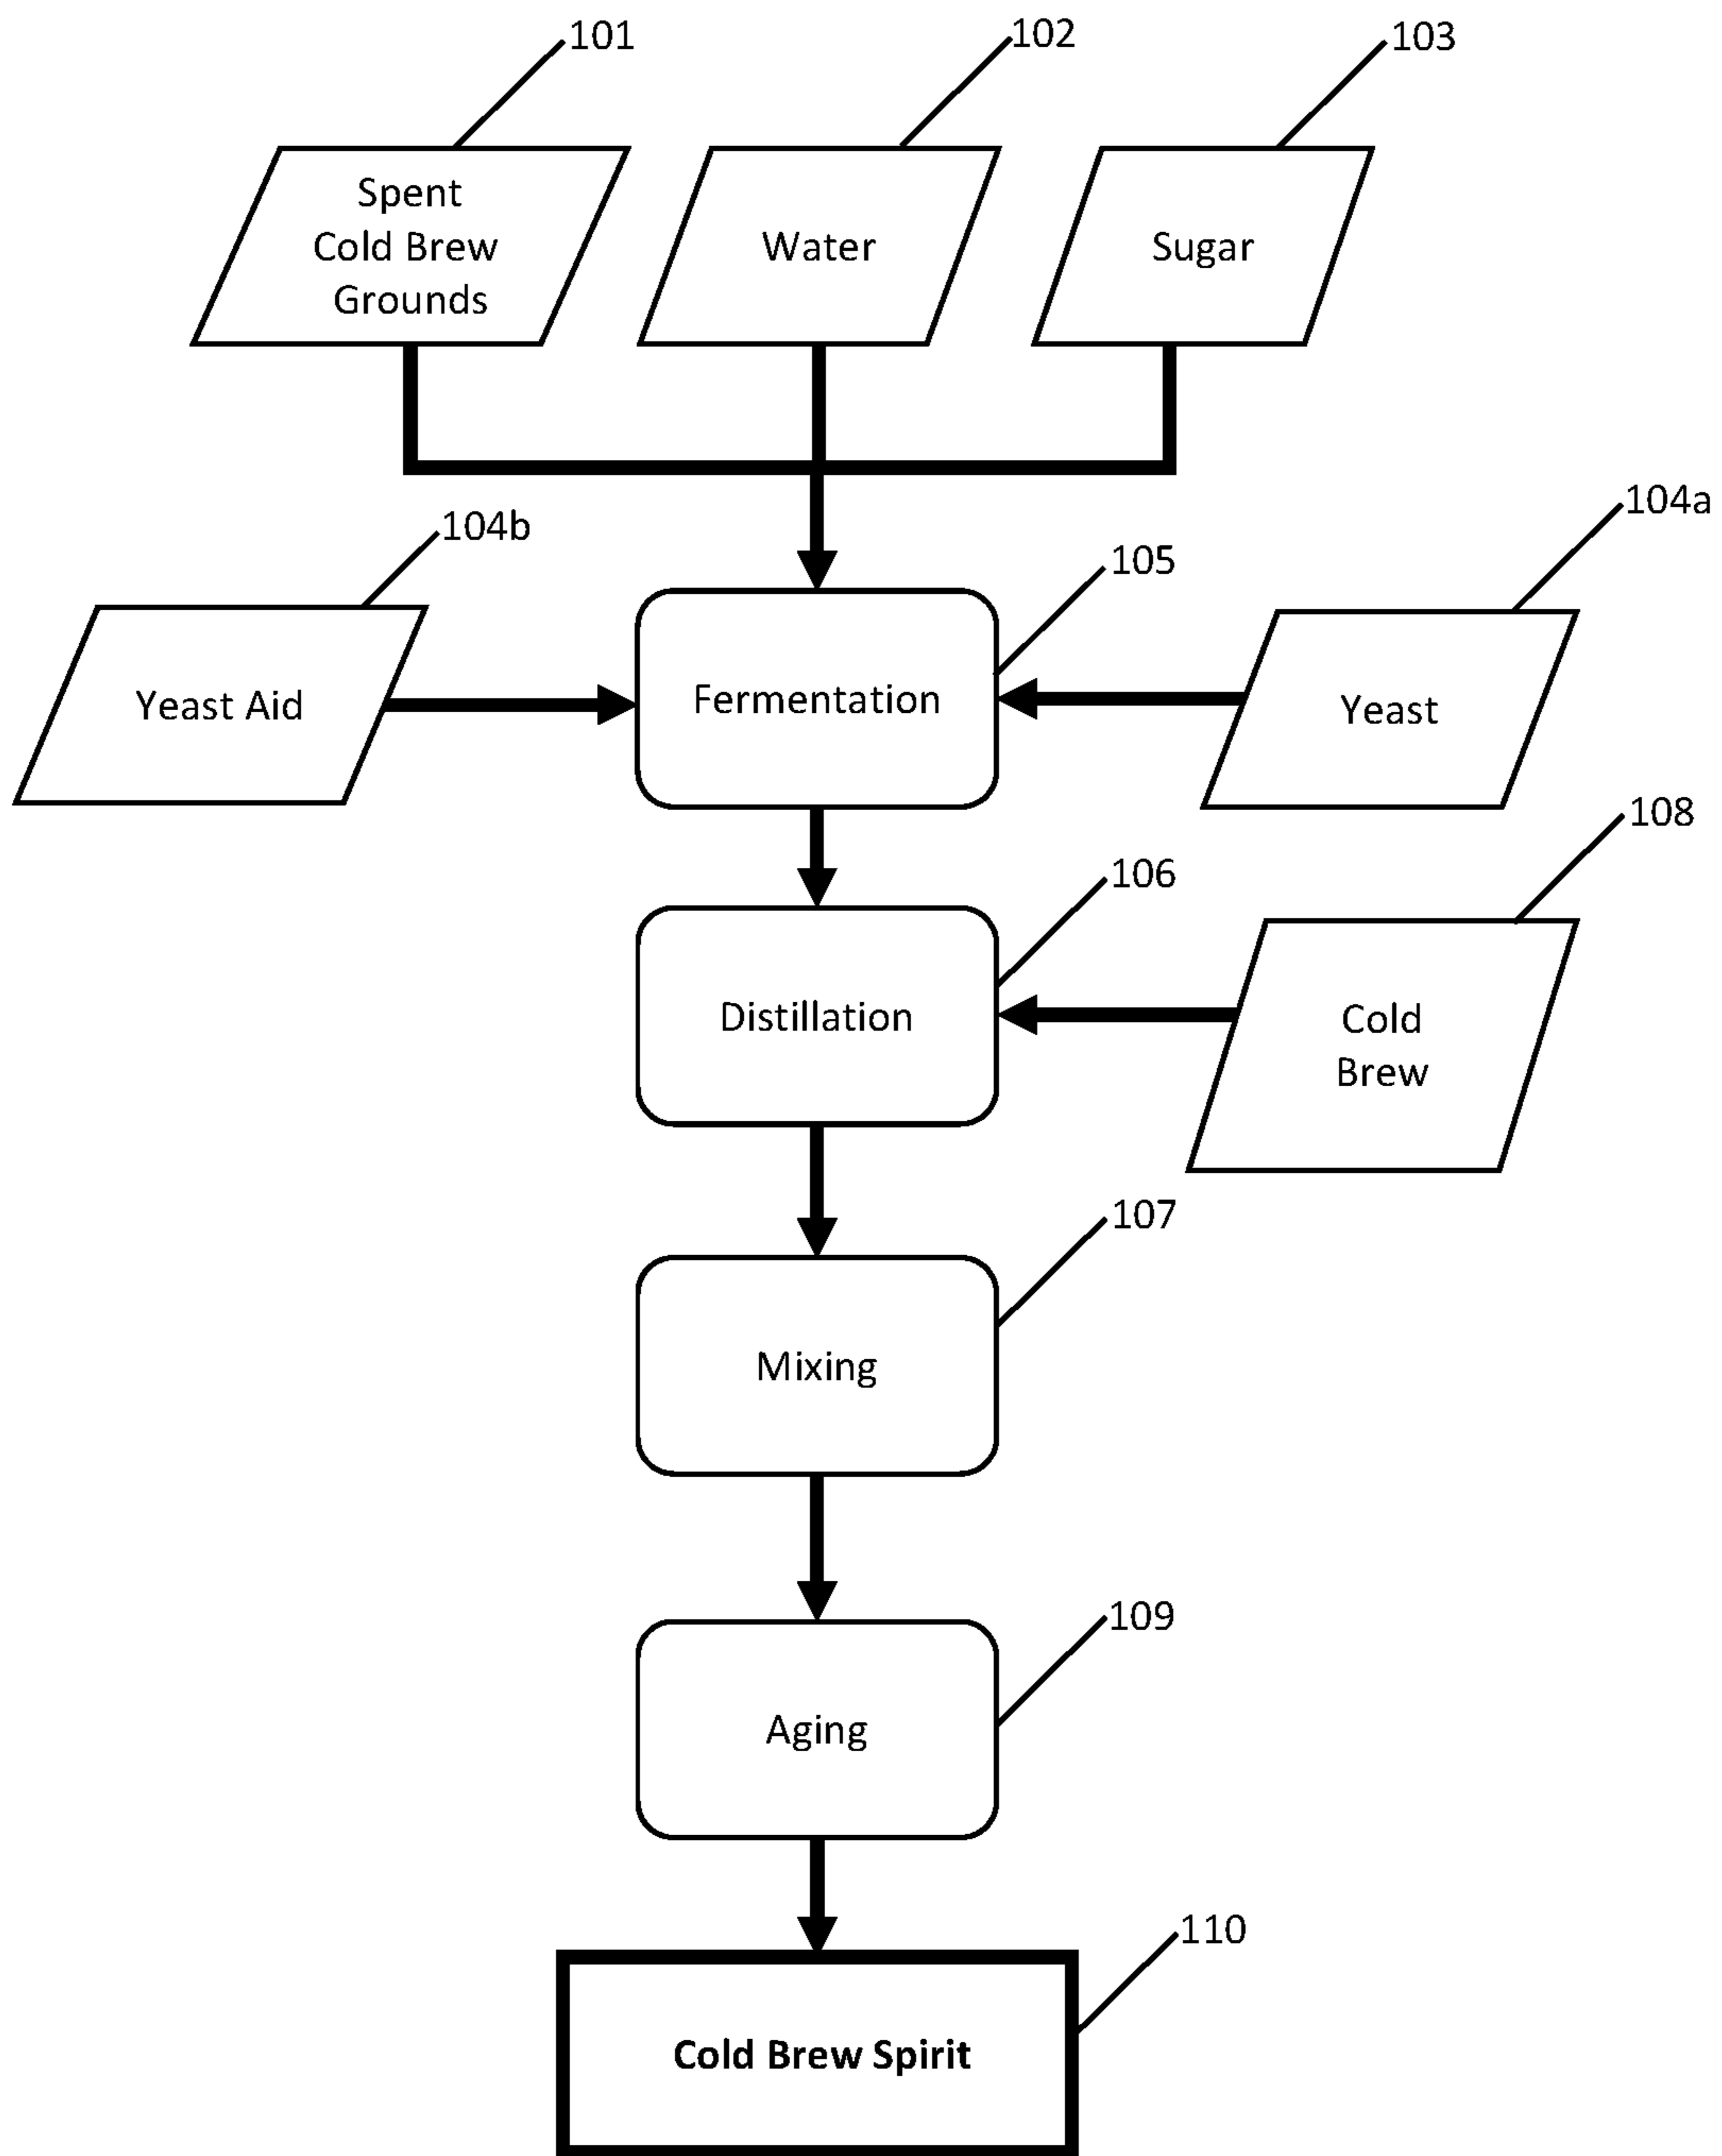 101
102
103
Spent
Cold Brew
Grounds
Water
Sugar
104b
104a
105
Yeast Aid
Fermentation
Yeast
108
106
Distillation
Cold
Brew
107
Mixing
109
Aging
110
Cold Brew Spirit